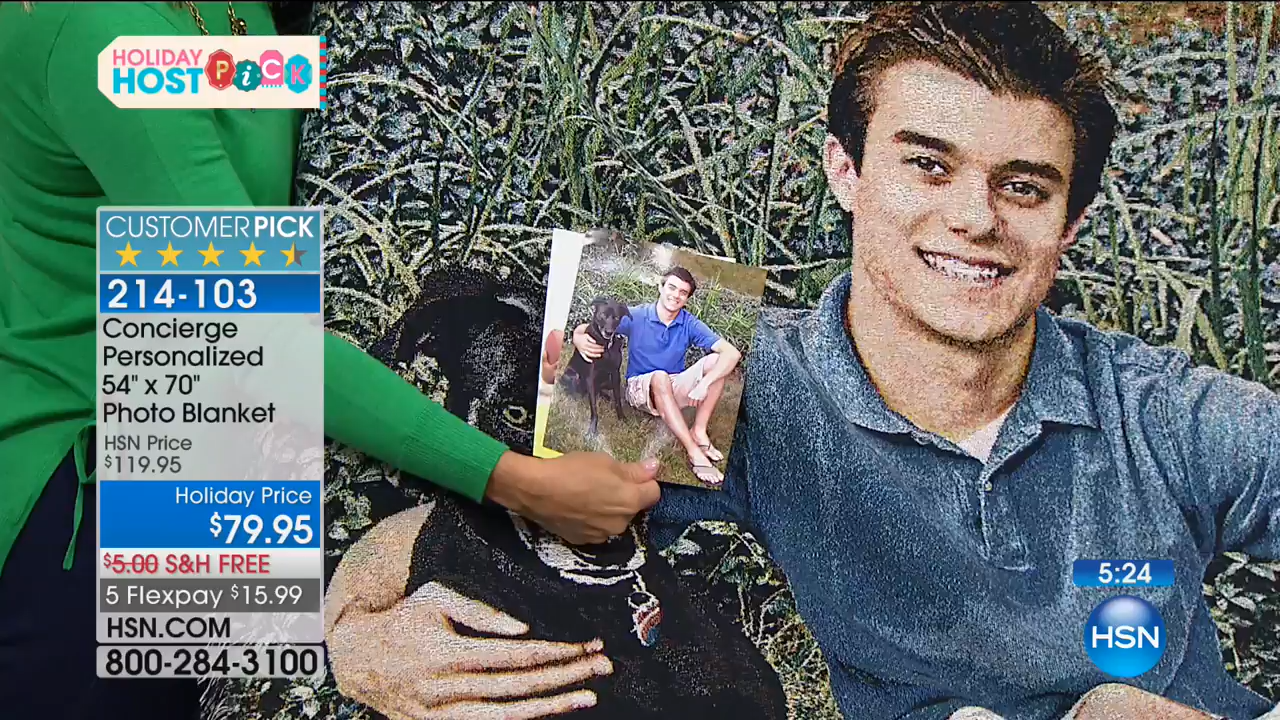 HOLIDAY
HOST PiCK
CUSTOMER PICK
214-103
Concierge
Personalized
54" x 70"
Photo Blanket
HSN Price
$119.95
Holiday Price
$79.95
$5.00 S&H FREE
5 Flexpay $15.99
HSN.COM
800-284-3100
5:24
HSN